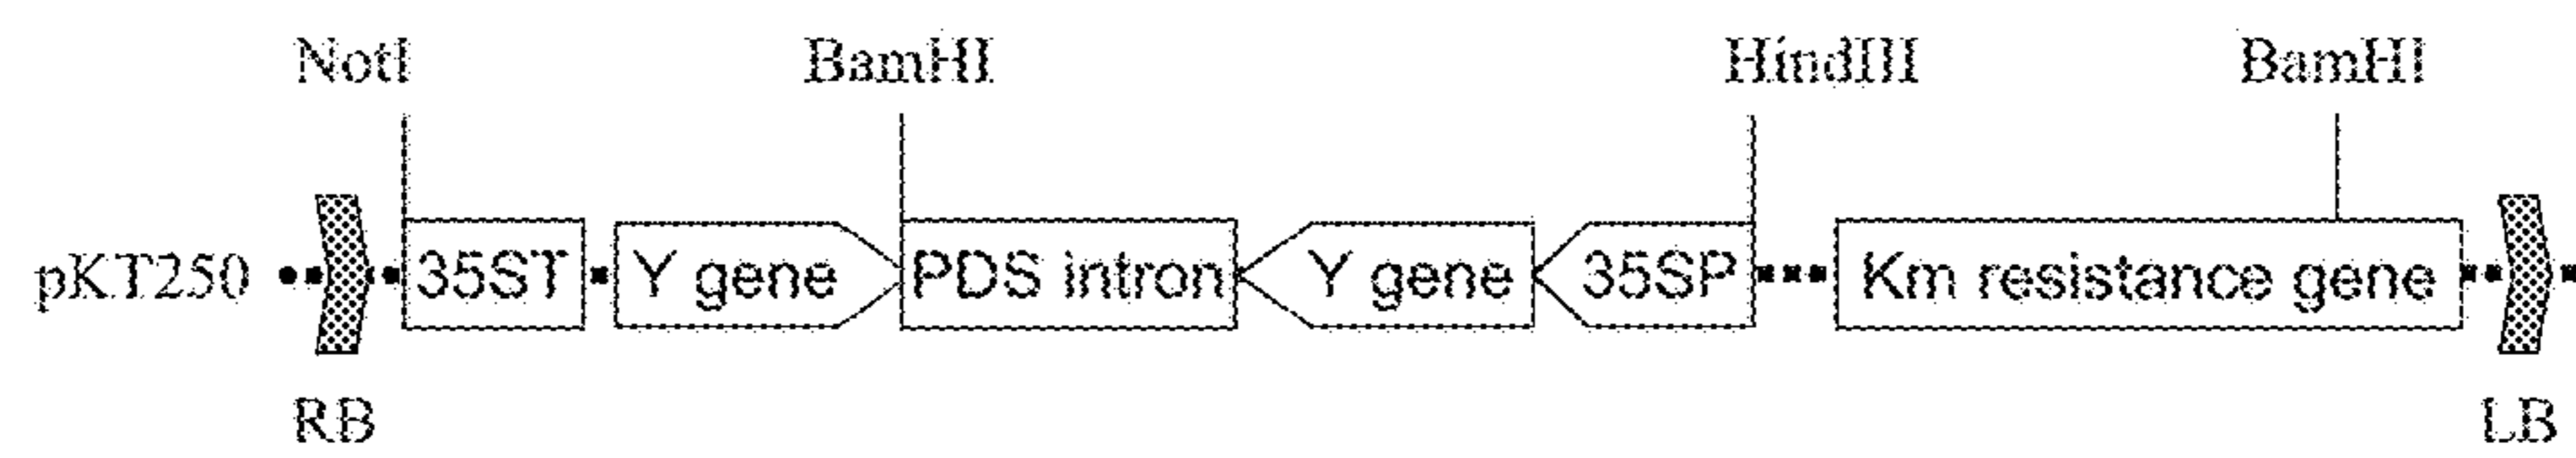 NotI BamHI HindIII BamHI
pKT250 35ST Y gene PDS intron Y gene 35SP Km resistance gene
RB LB